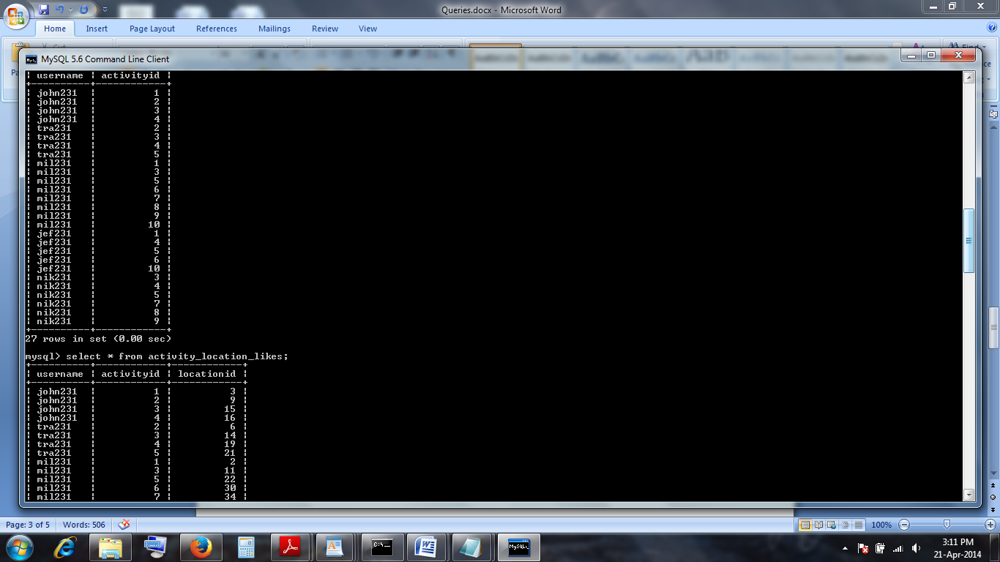 Queries.docx - Microsoft Word
Home Insert Page Layout References Mailings Review View
MySQL 5.6 Command Line Client
| username | activityid |
+-----------+------------+
| john231 | 1 |
| john231 | 2 |
| john231 | 3 |
| john231 | 4 |
| tra231 | 2 |
| tra231 | 3 |
| tra231 | 4 |
| tra231 | 5 |
| mil231 | 1 |
| mil231 | 3 |
| mil231 | 5 |
| mil231 | 6 |
| mil231 | 7 |
| mil231 | 8 |
| mil231 | 9 |
| mil231 | 10 |
| jef231 | 1 |
| jef231 | 4 |
| jef231 | 5 |
| jef231 | 6 |
| jef231 | 10 |
| nik231 | 3 |
| nik231 | 4 |
| nik231 | 5 |
| nik231 | 7 |
| nik231 | 8 |
| nik231 | 9 |
+-----------+------------+
27 rows in set (0.00 sec)
mysql> select * from activity_location_likes;
+-----------+------------+------------+
| username | activityid | locationid |
+-----------+------------+------------+
| john231 | 1 | 3 |
| john231 | 2 | 9 |
| john231 | 3 | 15 |
| john231 | 4 | 16 |
| tra231 | 2 | 6 |
| tra231 | 3 | 14 |
| tra231 | 4 | 19 |
| tra231 | 5 | 21 |
| mil231 | 1 | 2 |
| mil231 | 3 | 11 |
| mil231 | 5 | 22 |
| mil231 | 6 | 30 |
| mil231 | 7 | 34 |
Page: 3 of 5 Words: 506 100%
3:11 PM
21-Apr-2014